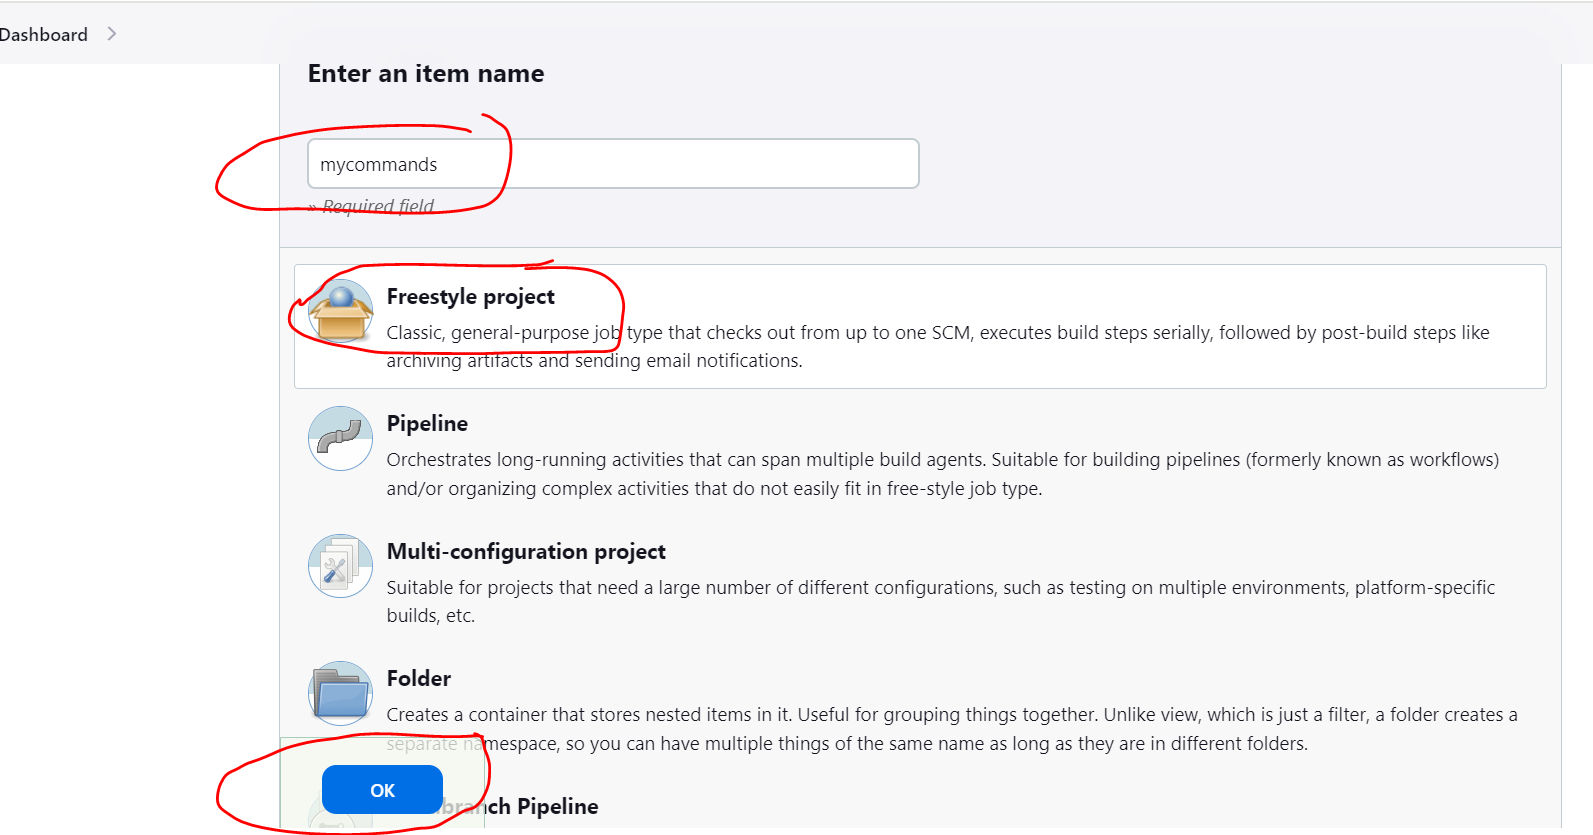 Dashboard
Enter an item name
mycommands
» Required field
Freestyle project
Classic, general-purpose job type that checks out from up to one SCM, executes build steps serially, followed by post-build steps like
archiving artifacts and sending email notifications.
Pipeline
Orchestrates long-running activities that can span multiple build agents. Suitable for building pipelines (formerly known as workflows)
and/or organizing complex activities that do not easily fit in free-style job type.
Multi-configuration project
Suitable for projects that need a large number of different configurations, such as testing on multiple environments, platform-specific
builds, etc.
Folder
Creates a container that stores nested items in it. Useful for grouping things together. Unlike view, which is just a filter, a folder creates a
separate namespace, so you can have multiple things of the same name as long as they are in different folders.
OK
branch Pipeline